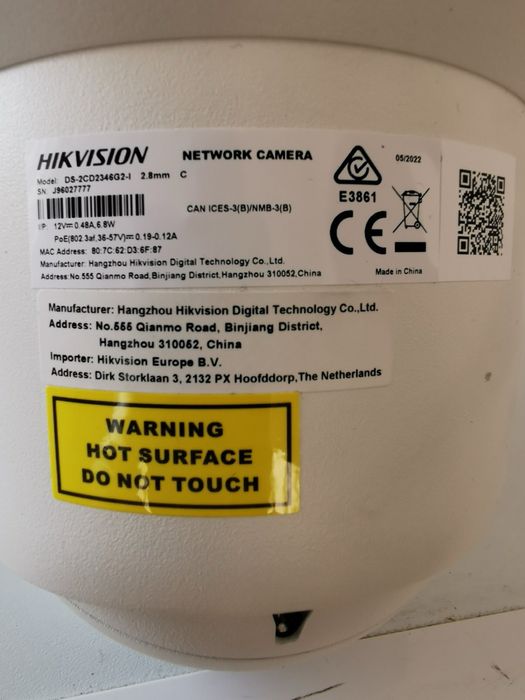 HIKVISION NETWORK CAMERA
Model: DS-2CD2346G2-I 2.8mm C
SN: J96027777
05/2022
E3861
CAN ICES-3(B)/NMB-3(B)
I/P: 12V⎓0.48A,6.8W
PoE(802.3af,36-57V)⎓0.19-0.12A
CE
MAC Address: 80:7C:62:D3:6F:87
Manufacturer: Hangzhou Hikvision Digital Technology Co.,Ltd.
Address:No.555 Qianmo Road,Binjiang District,Hangzhou 310052,China
Made in China
Manufacturer: Hangzhou Hikvision Digital Technology Co.,Ltd.
Address: No.555 Qianmo Road, Binjiang District,
Hangzhou 310052, China
Importer: Hikvision Europe B.V.
Address: Dirk Storklaan 3, 2132 PX Hoofddorp,The Netherlands
WARNING
HOT SURFACE
DO NOT TOUCH